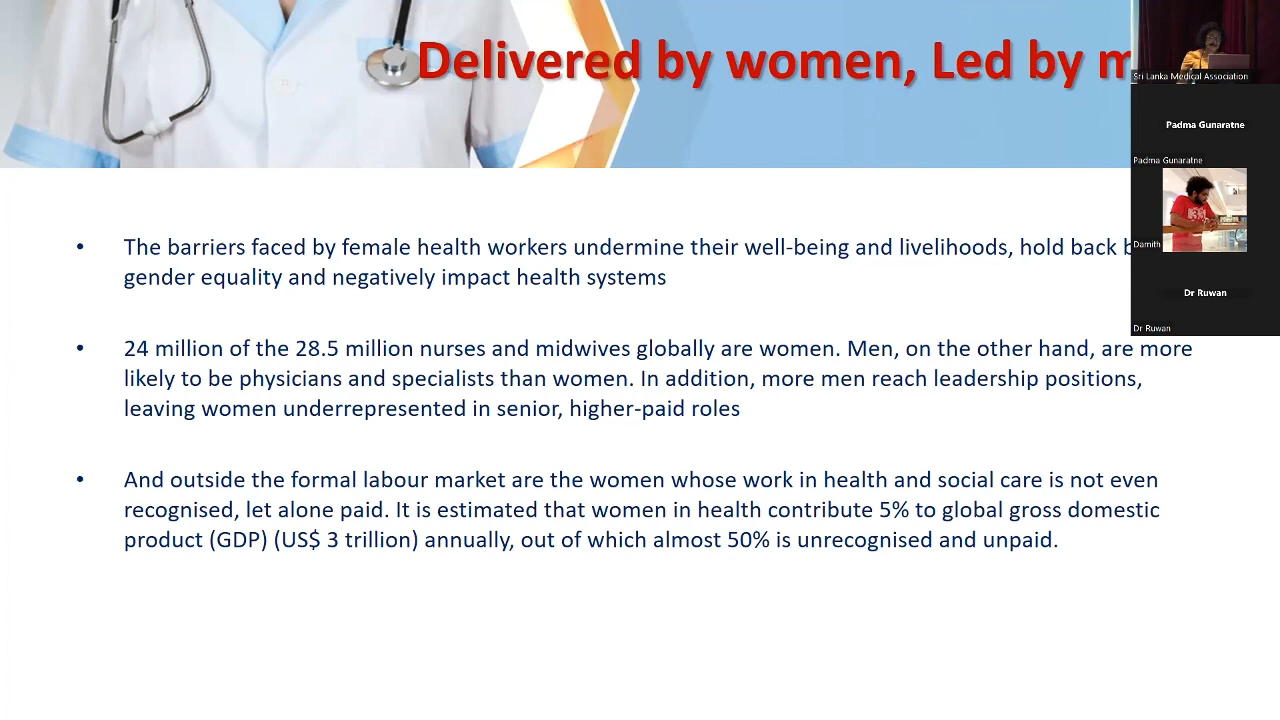 Delivered by women, Led by
The barriers faced by female health workers undermine their well-being and livelihoods, hold back
gender equality and negatively impact health systems
24 million of the 28.5 million nurses and midwives globally are women. Men, on the other hand, are more
likely to be physicians and specialists than women. In addition, more men reach leadership positions,
leaving women underrepresented in senior, higher-paid roles
And outside the formal labour market are the women whose work in health and social care is not even
recognised, let alone paid. It is estimated that women in health contribute 5% to global gross domestic
product (GDP) (US$ 3 trillion) annually, out of which almost 50% is unrecognised and unpaid.
Sri Lanka Medical Association
Padma Gunaratne
Padma Gunaratne
Damith
Dr Ruwan
Dr Ruwan